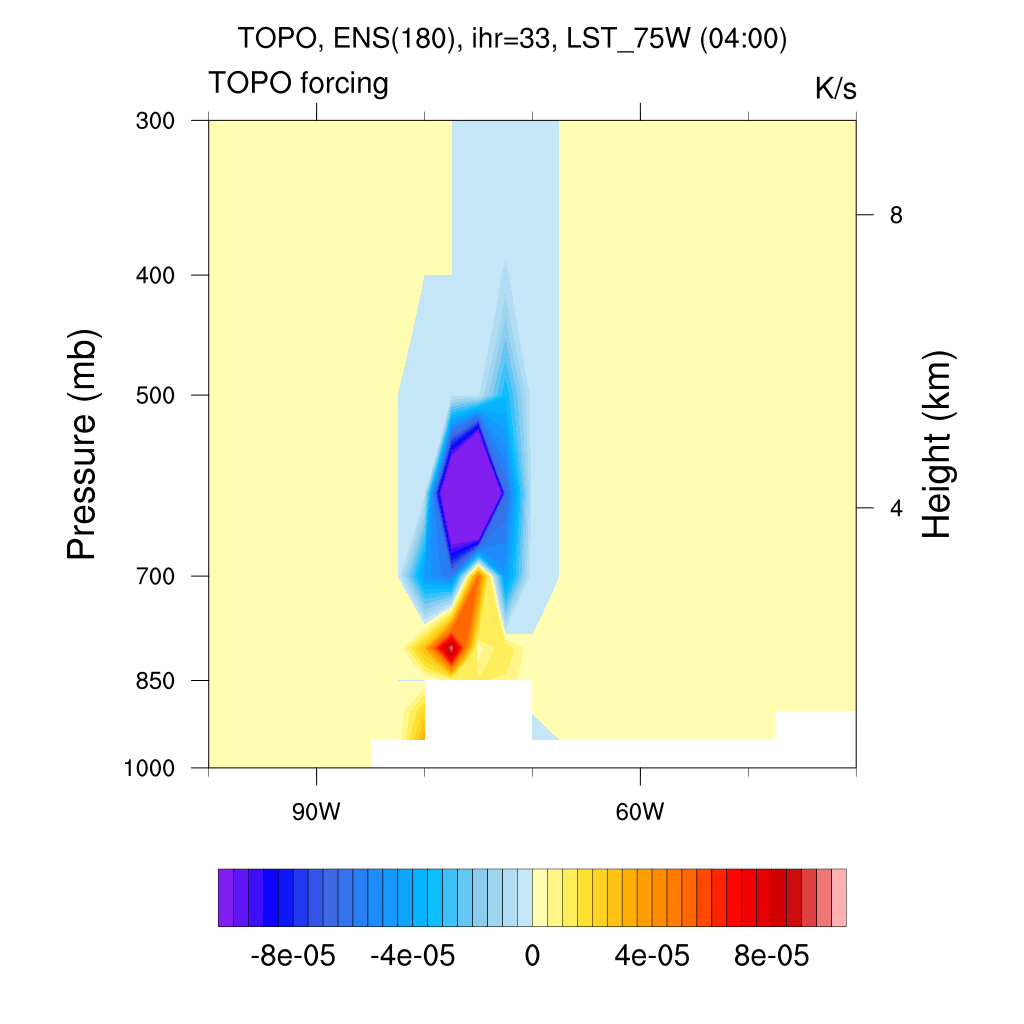 TOPO, ENS(180), ihr=33, LST_75W (04:00)
TOPO forcing
K/s
300
400
500
700
850
1000
Pressure (mb)
8
4
Height (km)
90W
60W
-8e-05
-4e-05
0
4e-05
8e-05